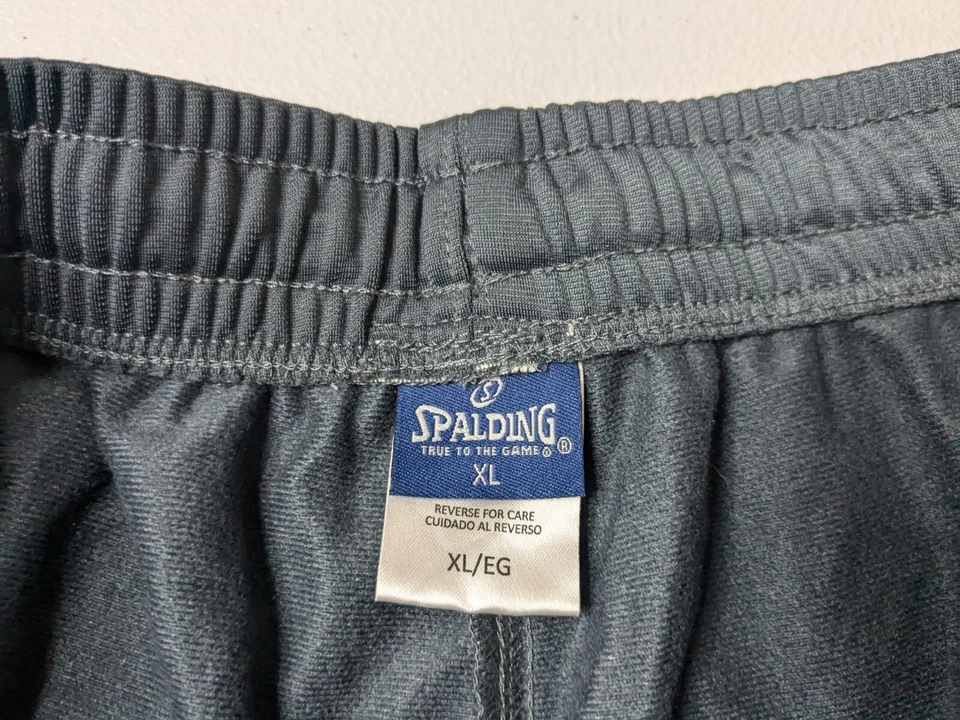 S
SPALDING ®
TRUE TO THE GAME®
XL
REVERSE FOR CARE
CUIDADO AL REVERSO
XL/EG